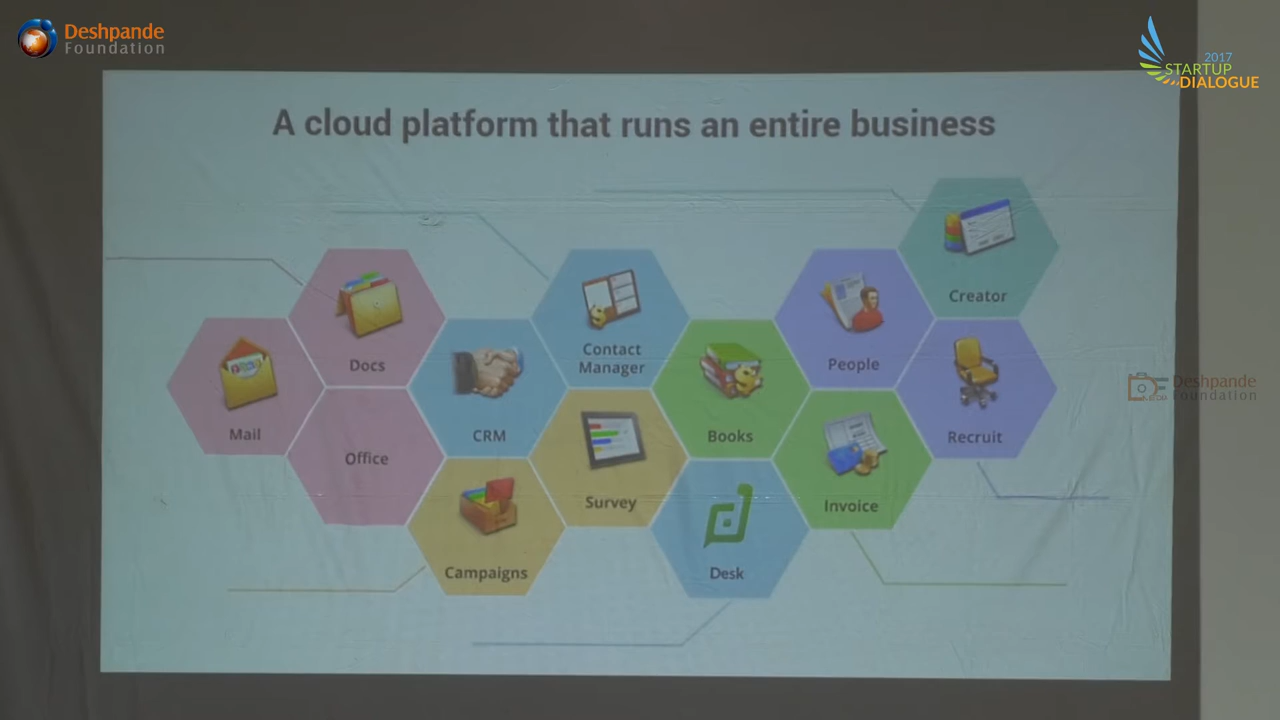 Deshpande
Foundation
2017
STARTUP
DIALOGUE
A cloud platform that runs an entire business
Creator
Docs
Contact
Manager
People
Mail
CRM
Books
Recruit
Office
Survey
Invoice
Campaigns
Desk
Deshpande
Foundation